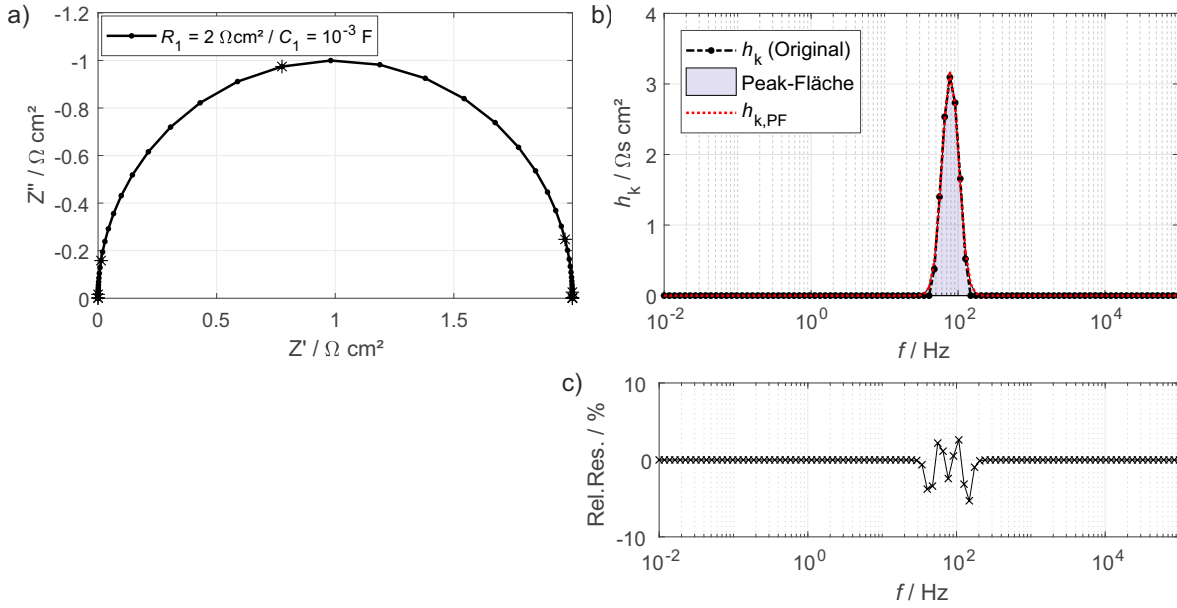 a)
-1.2
-1
-0.8
-0.6
-0.4
-0.2
0
Z'' / Ω cm²
R₁ = 2 Ωcm² / C₁ = 10⁻³ F
0
0.5
1
1.5
Z' / Ω cm²
b)
4
3
2
1
0
hₖ / Ωs cm²
hₖ (Original)
Peak-Fläche
hₖ,PF
10⁻²
10⁰
10²
10⁴
f / Hz
c)
10
0
-10
Rel.Res. / %
10⁻²
10⁰
10²
10⁴
f / Hz